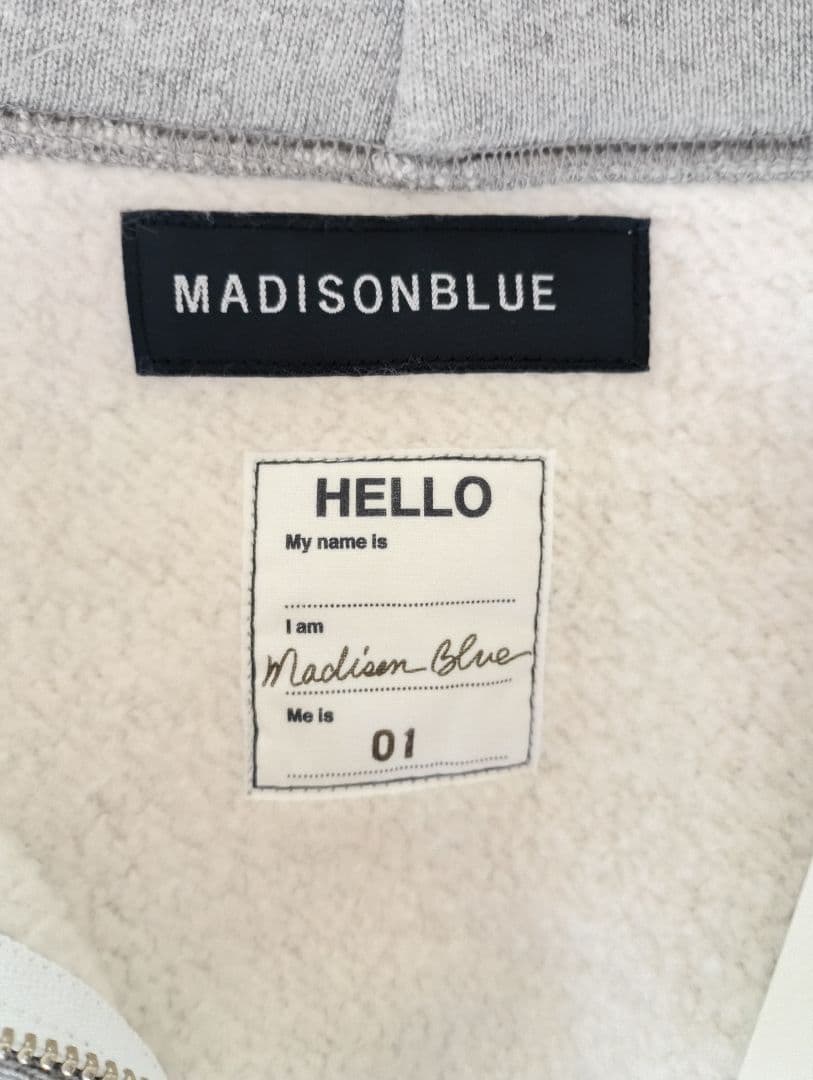 MADISONBLUE
HELLO
My name is
I am
Madison Blue
Me is
01